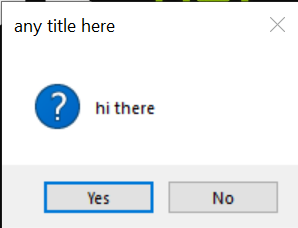 any title here
hi there
Yes
No